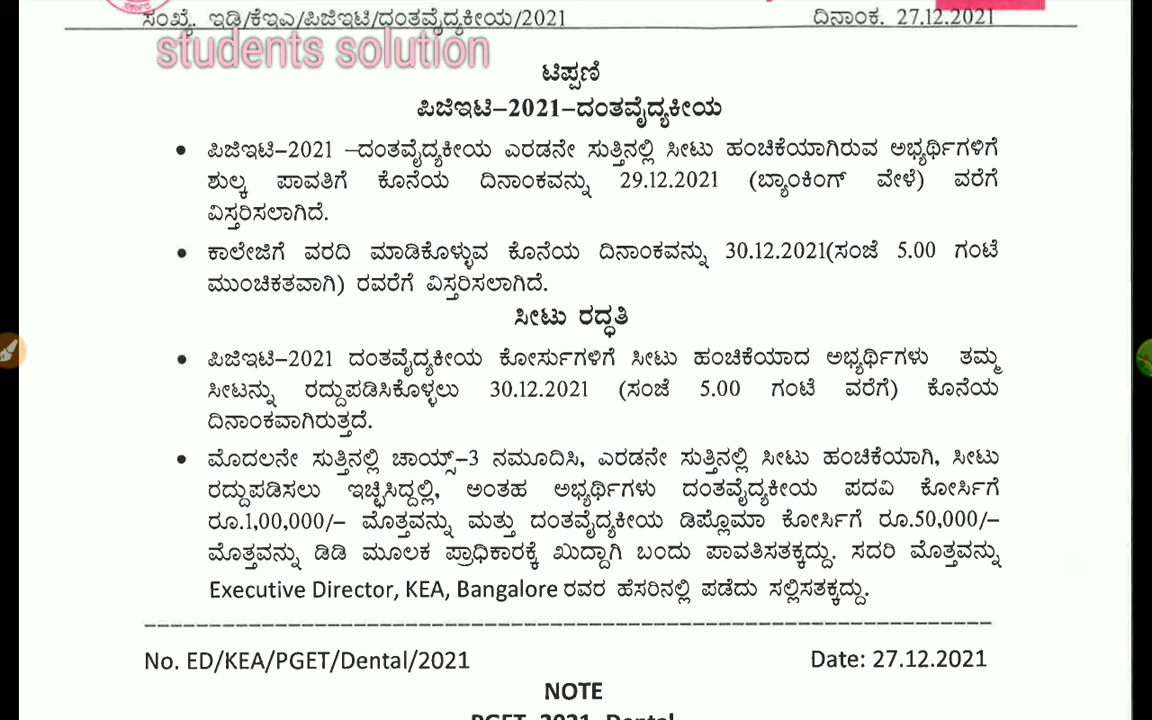 ಸಂಖ್ಯೆ. ಇಡಿ/ಕೆಇಎ/ಪಿಜಿಇಟಿ/ದಂತವೈದ್ಯಕೀಯ/2021 ದಿನಾಂಕ. 27.12.2021
students solution
ಟಿಪ್ಪಣಿ
ಪಿಜಿಇಟಿ–2021–ದಂತವೈದ್ಯಕೀಯ
• ಪಿಜಿಇಟಿ–2021 –ದಂತವೈದ್ಯಕೀಯ ಎರಡನೇ ಸುತ್ತಿನಲ್ಲಿ ಸೀಟು ಹಂಚಿಕೆಯಾಗಿರುವ ಅಭ್ಯರ್ಥಿಗಳಿಗೆ
ಶುಲ್ಕ ಪಾವತಿಗೆ ಕೊನೆಯ ದಿನಾಂಕವನ್ನು 29.12.2021 (ಬ್ಯಾಂಕಿಂಗ್ ವೇಳೆ) ವರೆಗೆ
ವಿಸ್ತರಿಸಲಾಗಿದೆ.
• ಕಾಲೇಜಿಗೆ ವರದಿ ಮಾಡಿಕೊಳ್ಳುವ ಕೊನೆಯ ದಿನಾಂಕವನ್ನು 30.12.2021(ಸಂಜೆ 5.00 ಗಂಟೆ
ಮುಂಚಿಕತವಾಗಿ) ರವರೆಗೆ ವಿಸ್ತರಿಸಲಾಗಿದೆ.
ಸೀಟು ರದ್ಧತಿ
• ಪಿಜಿಇಟಿ–2021 ದಂತವೈದ್ಯಕೀಯ ಕೋರ್ಸುಗಳಿಗೆ ಸೀಟು ಹಂಚಿಕೆಯಾದ ಅಭ್ಯರ್ಥಿಗಳು ತಮ್ಮ
ಸೀಟನ್ನು ರದ್ದುಪಡಿಸಿಕೊಳ್ಳಲು 30.12.2021 (ಸಂಜೆ 5.00 ಗಂಟೆ ವರೆಗೆ) ಕೊನೆಯ
ದಿನಾಂಕವಾಗಿರುತ್ತದೆ.
• ಮೊದಲನೇ ಸುತ್ತಿನಲ್ಲಿ ಚಾಯ್ಸ್–3 ನಮೂದಿಸಿ, ಎರಡನೇ ಸುತ್ತಿನಲ್ಲಿ ಸೀಟು ಹಂಚಿಕೆಯಾಗಿ, ಸೀಟು
ರದ್ದುಪಡಿಸಲು ಇಚ್ಛಿಸಿದ್ದಲ್ಲಿ, ಅಂತಹ ಅಭ್ಯರ್ಥಿಗಳು ದಂತವೈದ್ಯಕೀಯ ಪದವಿ ಕೋರ್ಸಿಗೆ
ರೂ.1,00,000/– ಮೊತ್ತವನ್ನು ಮತ್ತು ದಂತವೈದ್ಯಕೀಯ ಡಿಪ್ಲೊಮಾ ಕೋರ್ಸಿಗೆ ರೂ.50,000/–
ಮೊತ್ತವನ್ನು ಡಿಡಿ ಮೂಲಕ ಪ್ರಾಧಿಕಾರಕ್ಕೆ ಖುದ್ದಾಗಿ ಬಂದು ಪಾವತಿಸತಕ್ಕದ್ದು. ಸದರಿ ಮೊತ್ತವನ್ನು
Executive Director, KEA, Bangalore ರವರ ಹೆಸರಿನಲ್ಲಿ ಪಡೆದು ಸಲ್ಲಿಸತಕ್ಕದ್ದು.
No. ED/KEA/PGET/Dental/2021 Date: 27.12.2021
NOTE
PGET–2021–Dental